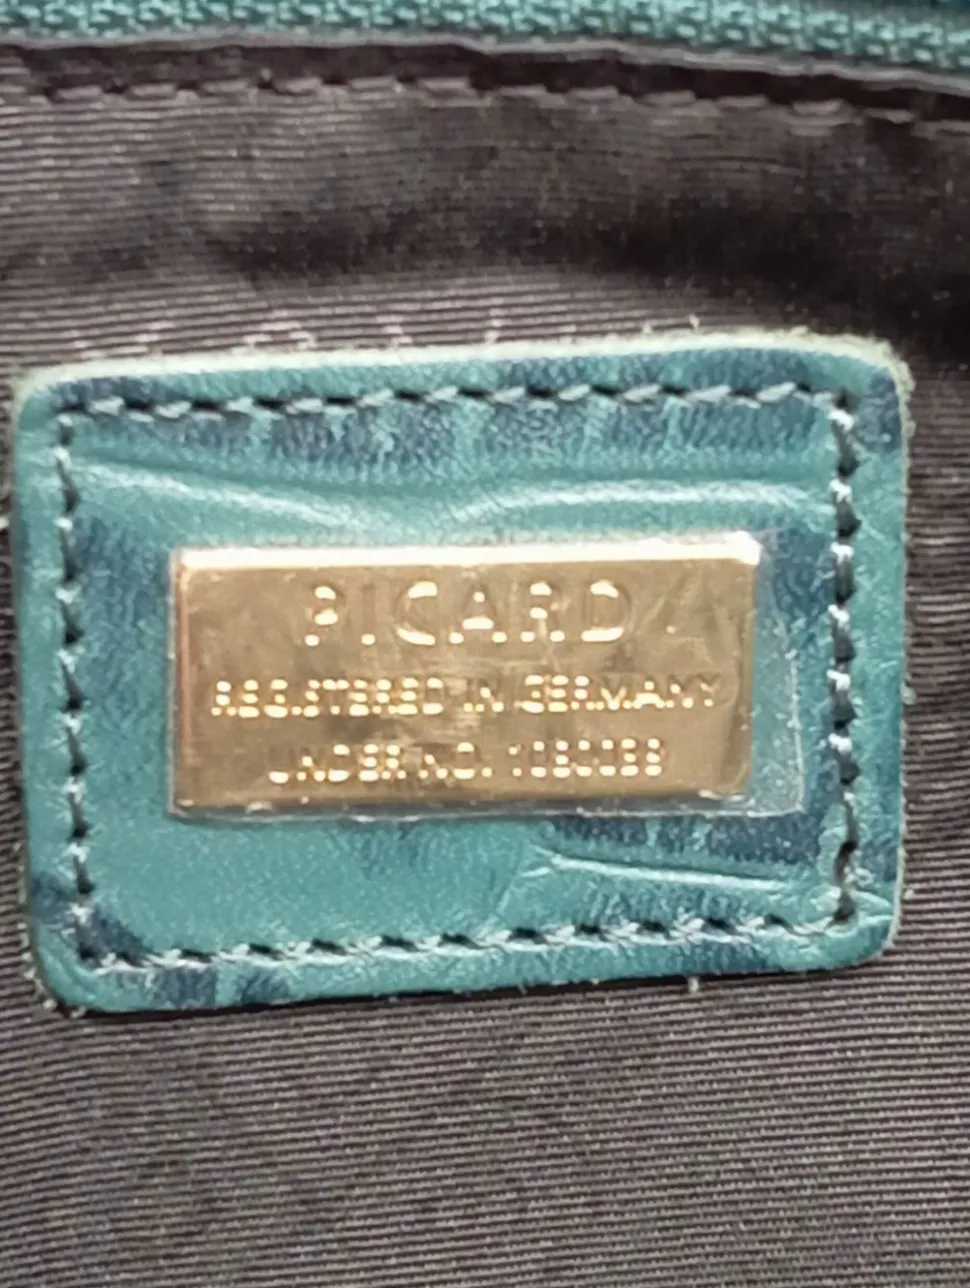 PICARD
REGISTERED IN GERMANY
UNDER NO.